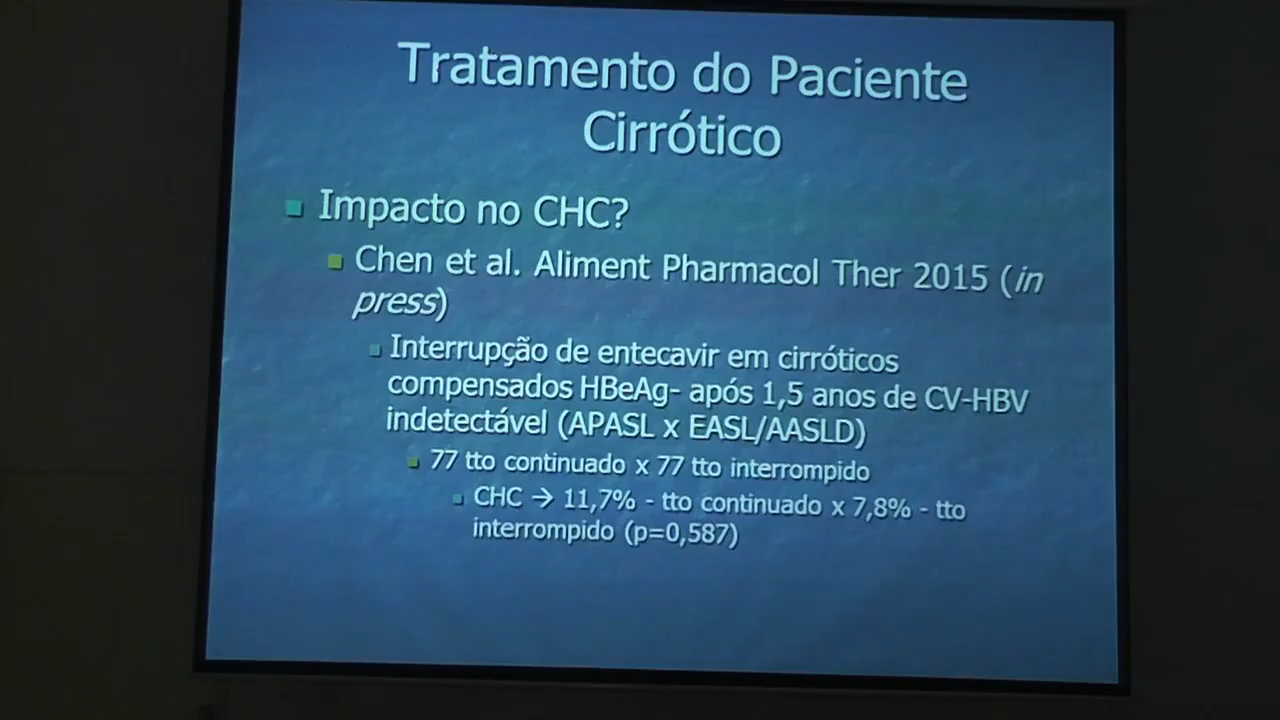 Tratamento do Paciente
Cirrótico
Impacto no CHC?
Chen et al. Aliment Pharmacol Ther 2015 (in
press)
Interrupção de entecavir em cirróticos
compensados HBeAg- após 1,5 anos de CV-HBV
indetectável (APASL x EASL/AASLD)
77 tto continuado x 77 tto interrompido
CHC → 11,7% - tto continuado x 7,8% - tto
interrompido (p=0,587)